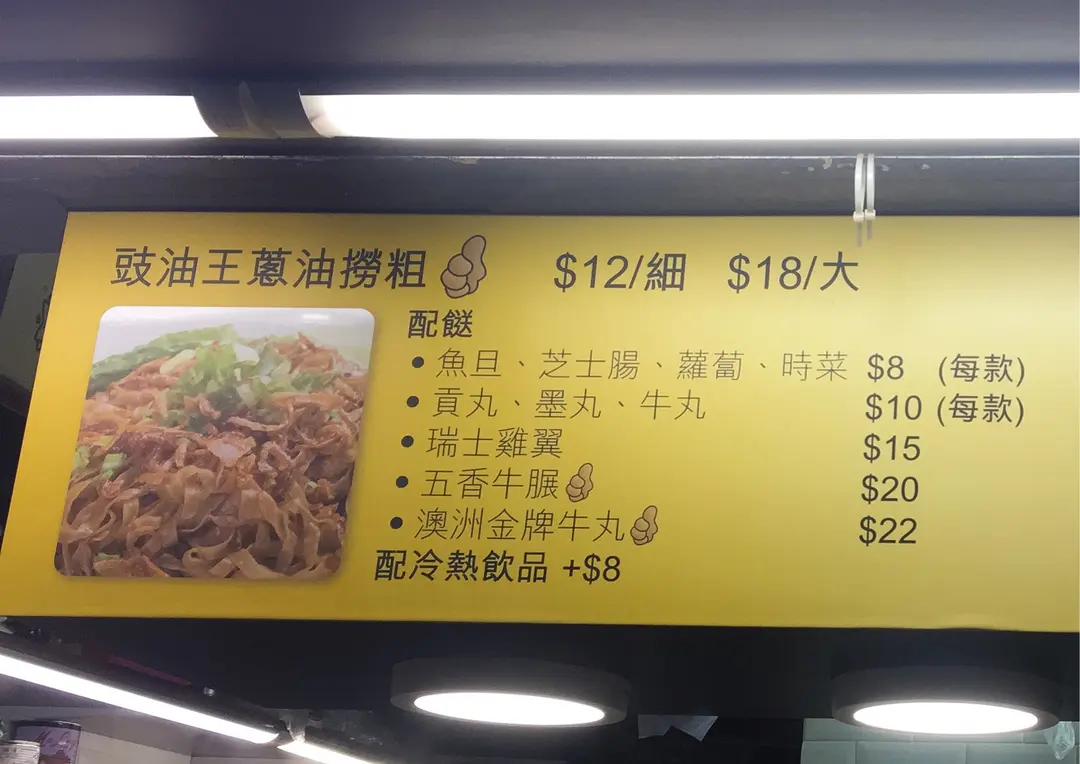 豉油王蔥油撈粗 $12/細 $18/大
配餸
• 魚旦、芝士腸、蘿蔔、時菜 $8 (每款)
• 貢丸、墨丸、牛丸 $10 (每款)
• 瑞士雞翼 $15
• 五香牛𦟌 $20
• 澳洲金牌牛丸 $22
配冷熱飲品 +$8